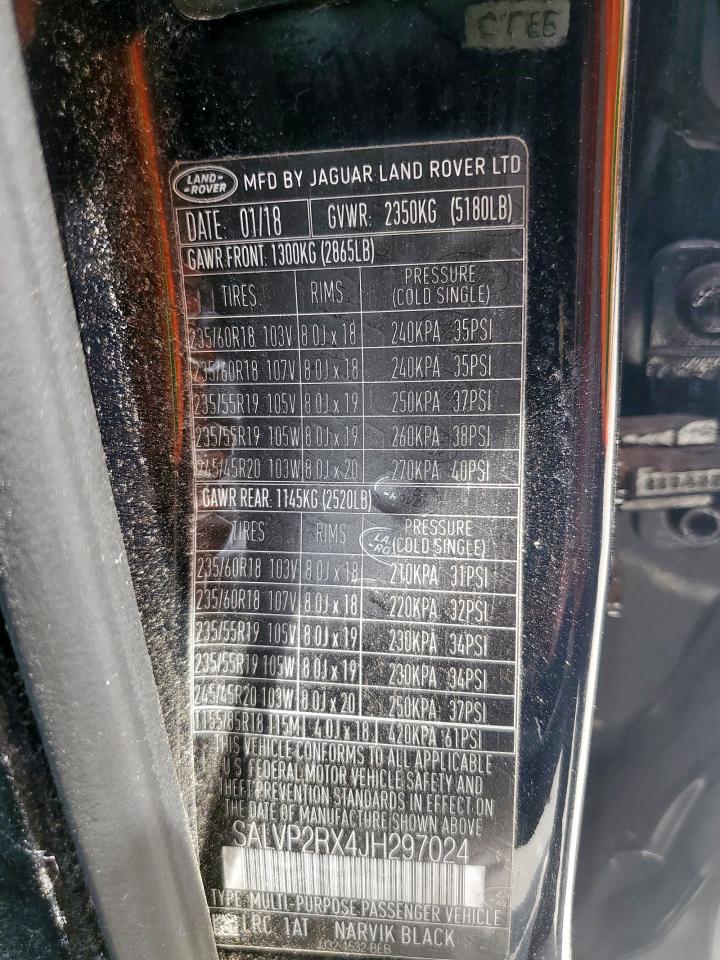 LAND-
-ROVER
MFD BY JAGUAR LAND ROVER LTD
DATE: 01/18 GVWR: 2350KG (5180LB)
GAWR FRONT: 1300KG (2865LB)
TIRES RIMS PRESSURE (COLD SINGLE)
235/60R18 103V 8.0J x 18 240KPA 35PSI
235/60R18 107V 8.0J x 18 240KPA 35PSI
235/55R19 105V 8.0J x 19 250KPA 37PSI
235/55R19 105W 8.0J x 19 260KPA 38PSI
245/45R20 103W 8.0J x 20 270KPA 40PSI
GAWR REAR: 1145KG (2520LB)
TIRES RIMS PRESSURE (COLD SINGLE)
235/60R18 103V 8.0J x 18 210KPA 31PSI
235/60R18 107V 8.0J x 18 220KPA 32PSI
235/55R19 105V 8.0J x 19 230KPA 34PSI
235/55R19 105W 8.0J x 19 230KPA 34PSI
245/45R20 103W 8.0J x 20 250KPA 37PSI
T155/85R18 115M 4.0J x 18 420KPA 61PSI
THIS VEHICLE CONFORMS TO ALL APPLICABLE
U.S. FEDERAL MOTOR VEHICLE SAFETY AND
THEFT PREVENTION STANDARDS IN EFFECT ON
THE DATE OF MANUFACTURE SHOWN ABOVE
SALVP2RX4JH297024
TYPE: MULTI-PURPOSE PASSENGER VEHICLE
LRC 1AT NARVIK BLACK